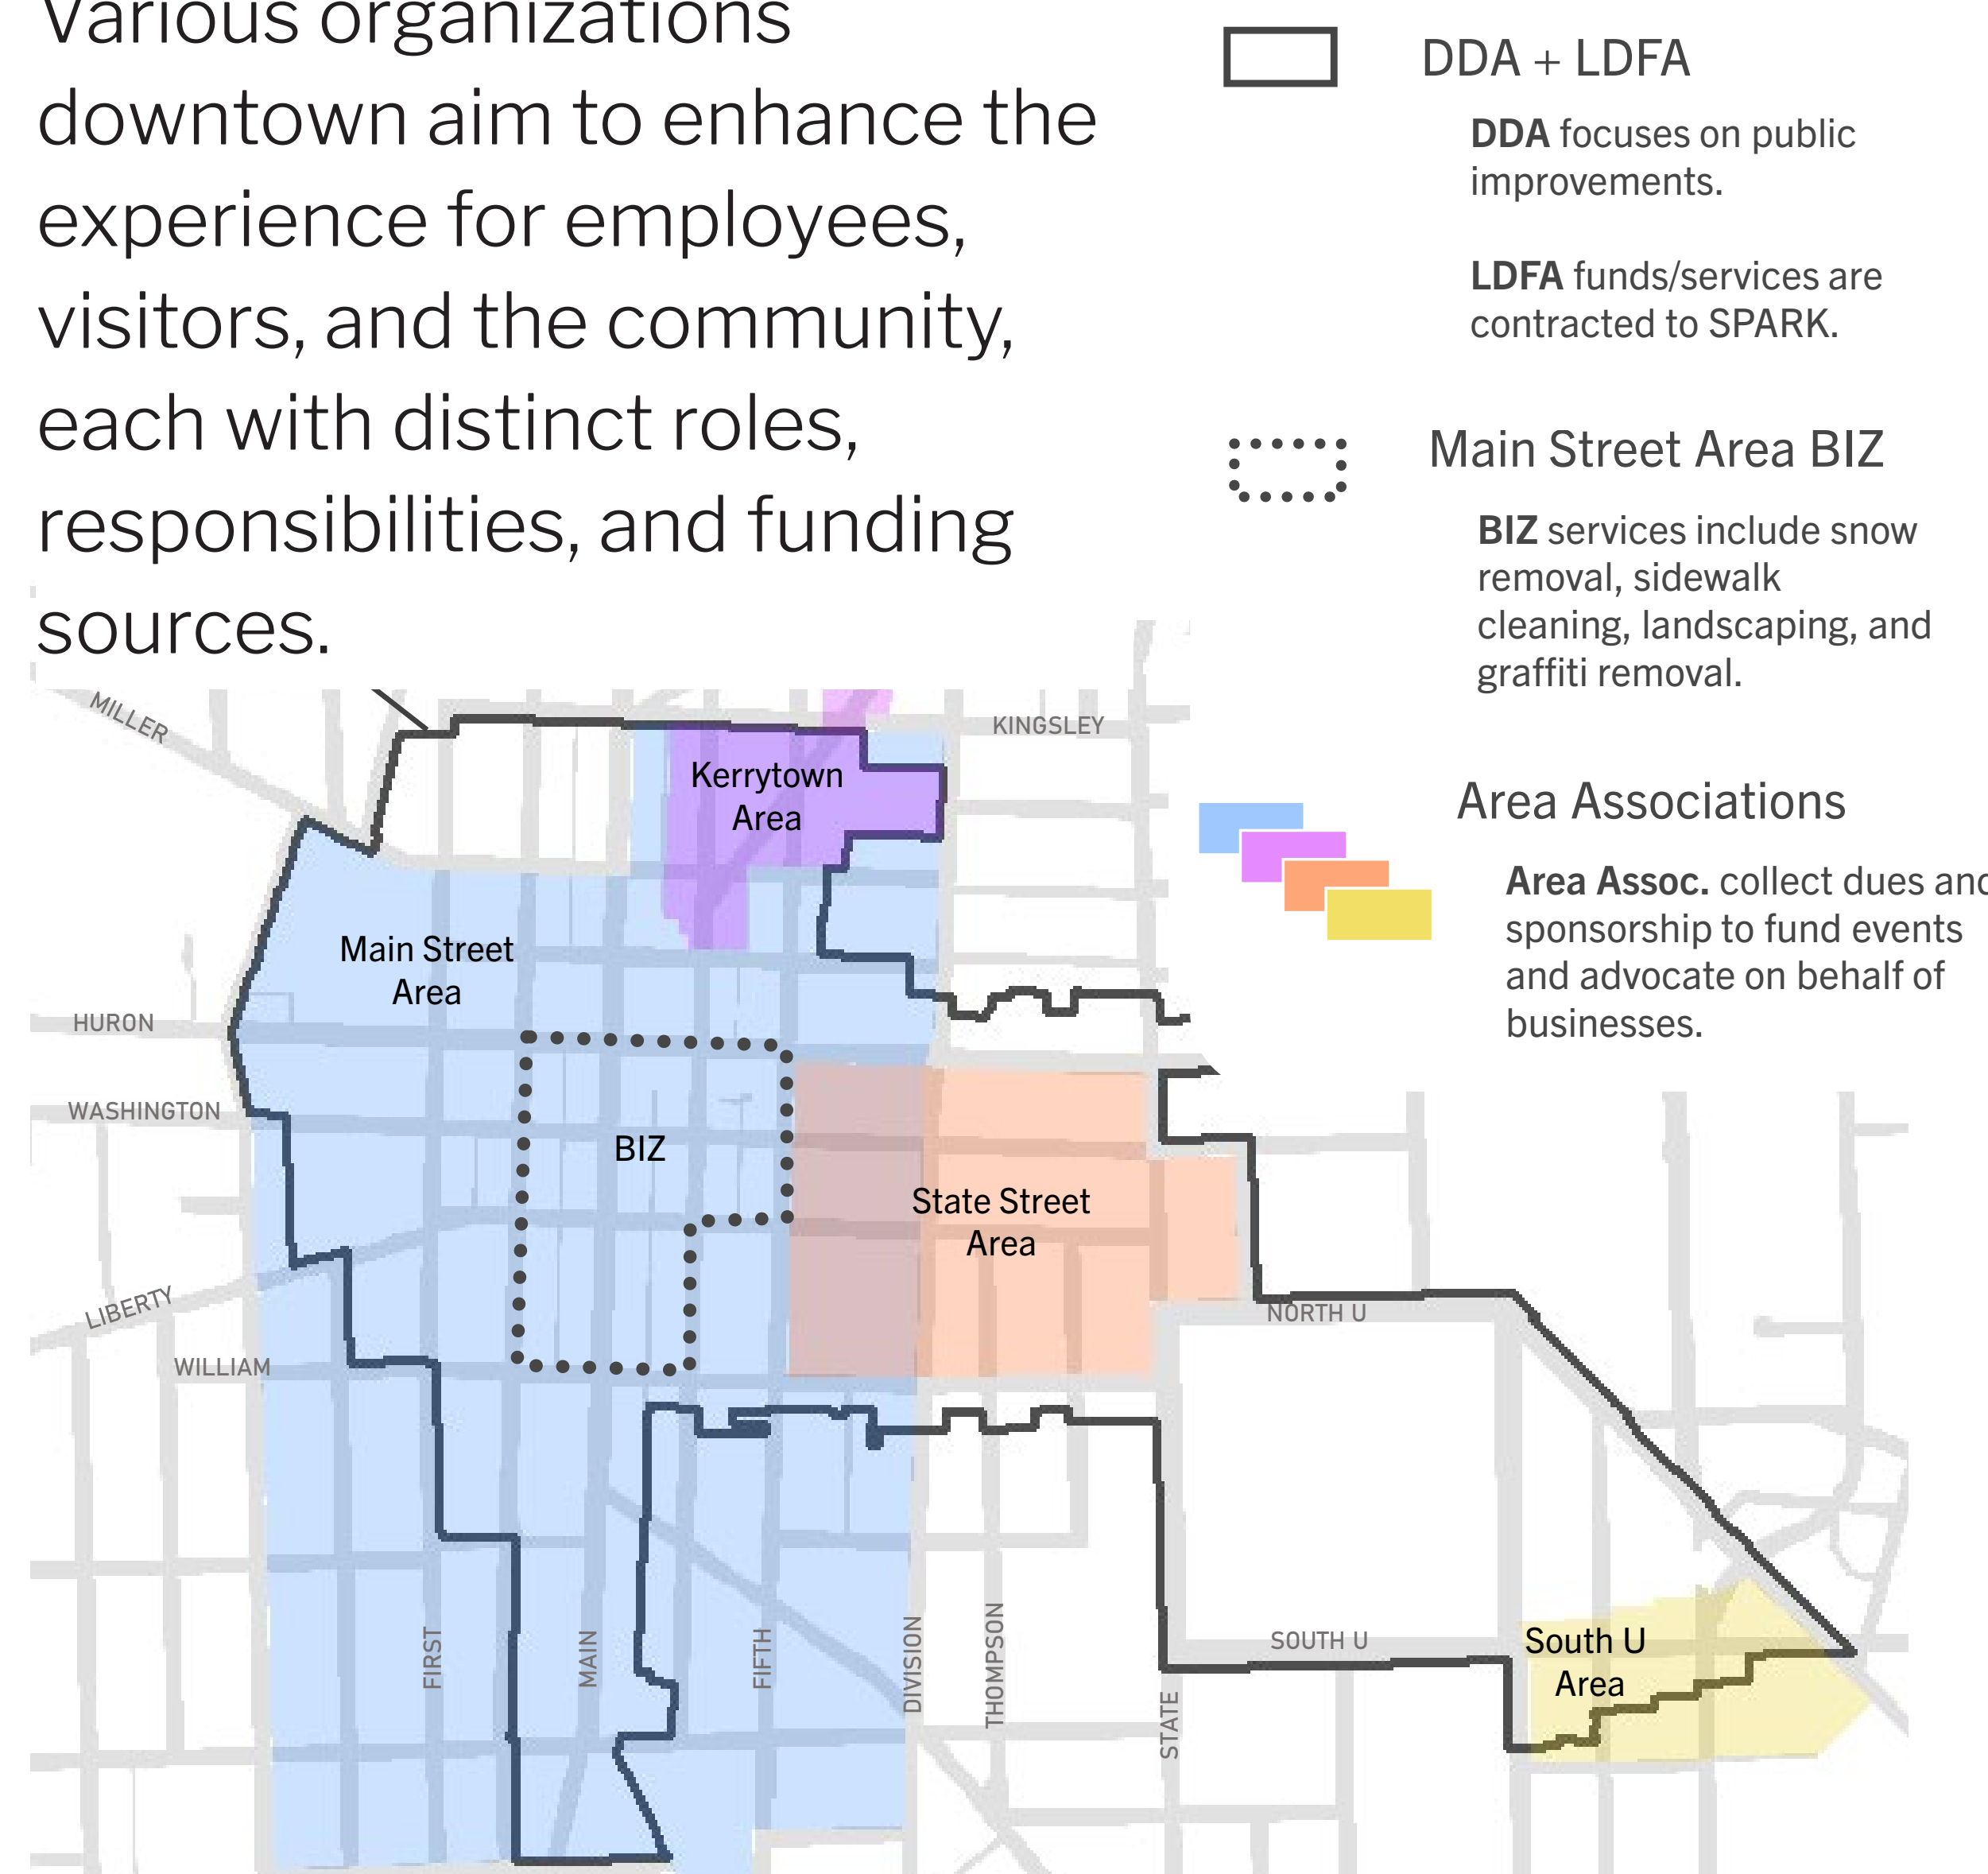 Various organizations
downtown aim to enhance the
experience for employees,
visitors, and the community,
each with distinct roles,
responsibilities, and funding
sources.
DDA + LDFA
DDA focuses on public
improvements.
LDFA funds/services are
contracted to SPARK.
Main Street Area BIZ
BIZ services include snow
removal, sidewalk
cleaning, landscaping, and
graffiti removal.
Area Associations
Area Assoc. collect dues and
sponsorship to fund events
and advocate on behalf of
businesses.
MILLER
KINGSLEY
Kerrytown
Area
Main Street
Area
HURON
WASHINGTON
BIZ
State Street
Area
LIBERTY
WILLIAM
NORTH U
FIRST
MAIN
FIFTH
DIVISION
THOMPSON
STATE
SOUTH U
South U
Area